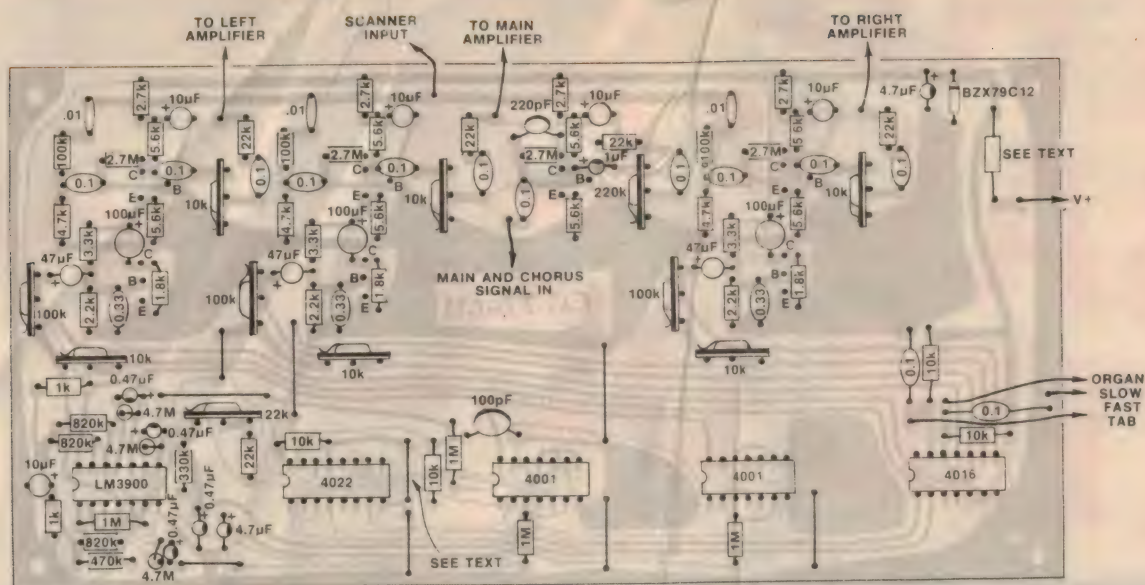 TO LEFT
AMPLIFIER
SCANNER
INPUT
TO MAIN
AMPLIFIER
TO RIGHT
AMPLIFIER
2.7k
10µF
.01
5.6k
22k
100k
2.7M
C
0.1
B
0.1
E
10k
4.7k
100µF
5.6k
3.3k
47µF
C
B
1.8k
E
100k
2.2k
0.33
10k
2.7k
10µF
.01
5.6k
22k
100k
2.7M
C
0.1
B
0.1
E
10k
4.7k
100µF
5.6k
3.3k
47µF
C
B
1.8k
E
100k
2.2k
0.33
10k
220pF
2.7k
10µF
5.6k
22k
2.7M
1µF
C
B
0.1
E
220k
5.6k
MAIN AND CHORUS
SIGNAL IN
2.7k
10µF
.01
5.6k
22k
100k
2.7M
C
0.1
B
0.1
0.1
E
10k
4.7k
100µF
5.6k
3.3k
47µF
C
B
1.8k
E
100k
2.2k
0.33
10k
4.7µF
BZX79C12
SEE TEXT
V+
1k
0.47µF
4.7M
820k
820k
0.47µF
4.7M
330k
22k
22k
10k
10k
1M
100pF
0.1
10k
0.1
10k
ORGAN
SLOW
FAST
TAB
10µF
LM3900
4022
4001
4001
4016
1k
1M
820k
470k
0.47µF
0.47µF
4.7µF
4.7M
SEE TEXT
1M
1M